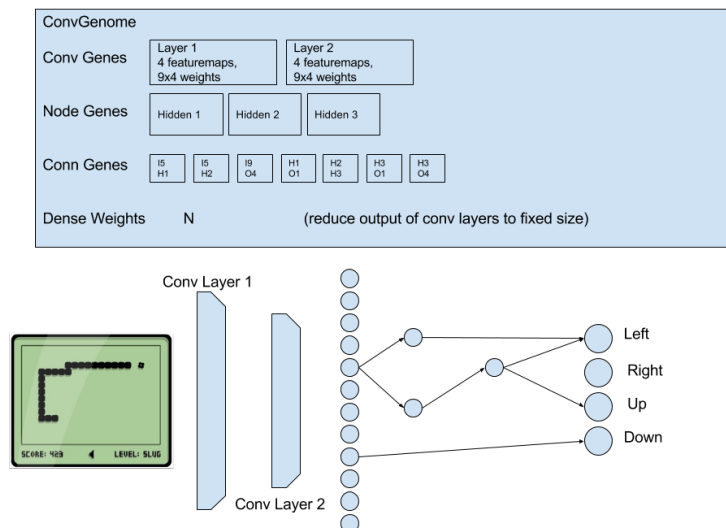 ConvGenome
Conv Genes
Layer 1
4 featuremaps,
9x4 weights
Layer 2
4 featuremaps,
9x4 weights
Node Genes
Hidden 1
Hidden 2
Hidden 3
Conn Genes
I5
H1
I5
H2
I9
O4
H1
O1
H2
H3
H3
O1
H3
O4
Dense Weights N (reduce output of conv layers to fixed size)
Conv Layer 1
Left
Right
Up
Down
SCORE: 423 LEVEL: SLUG
Conv Layer 2